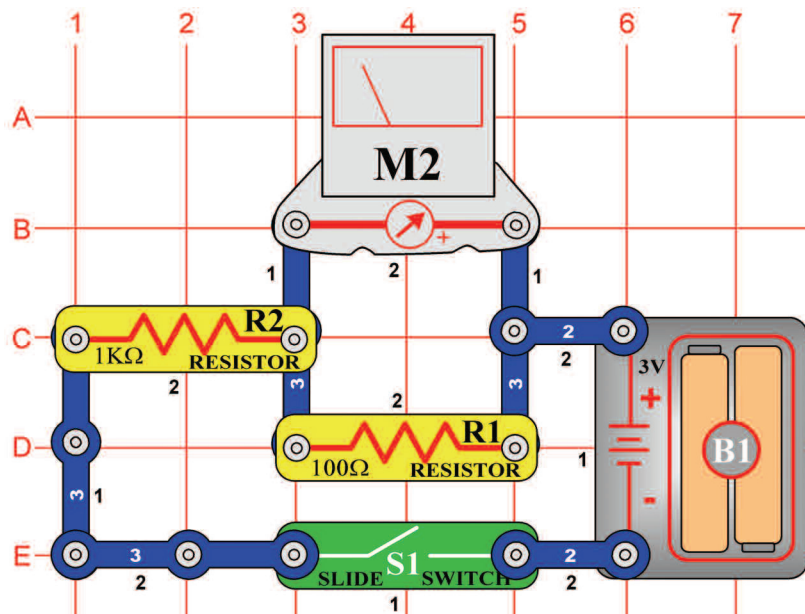 1 2 3 4 5 6 7
A
M2
B
+
1 2 1
C
R2
1KΩ RESISTOR
2
2
2
3V
+
3
3
2
D
R1
100Ω RESISTOR
1
B1
3
1
-
E
3
2
S1
SLIDE SWITCH
1
2
2